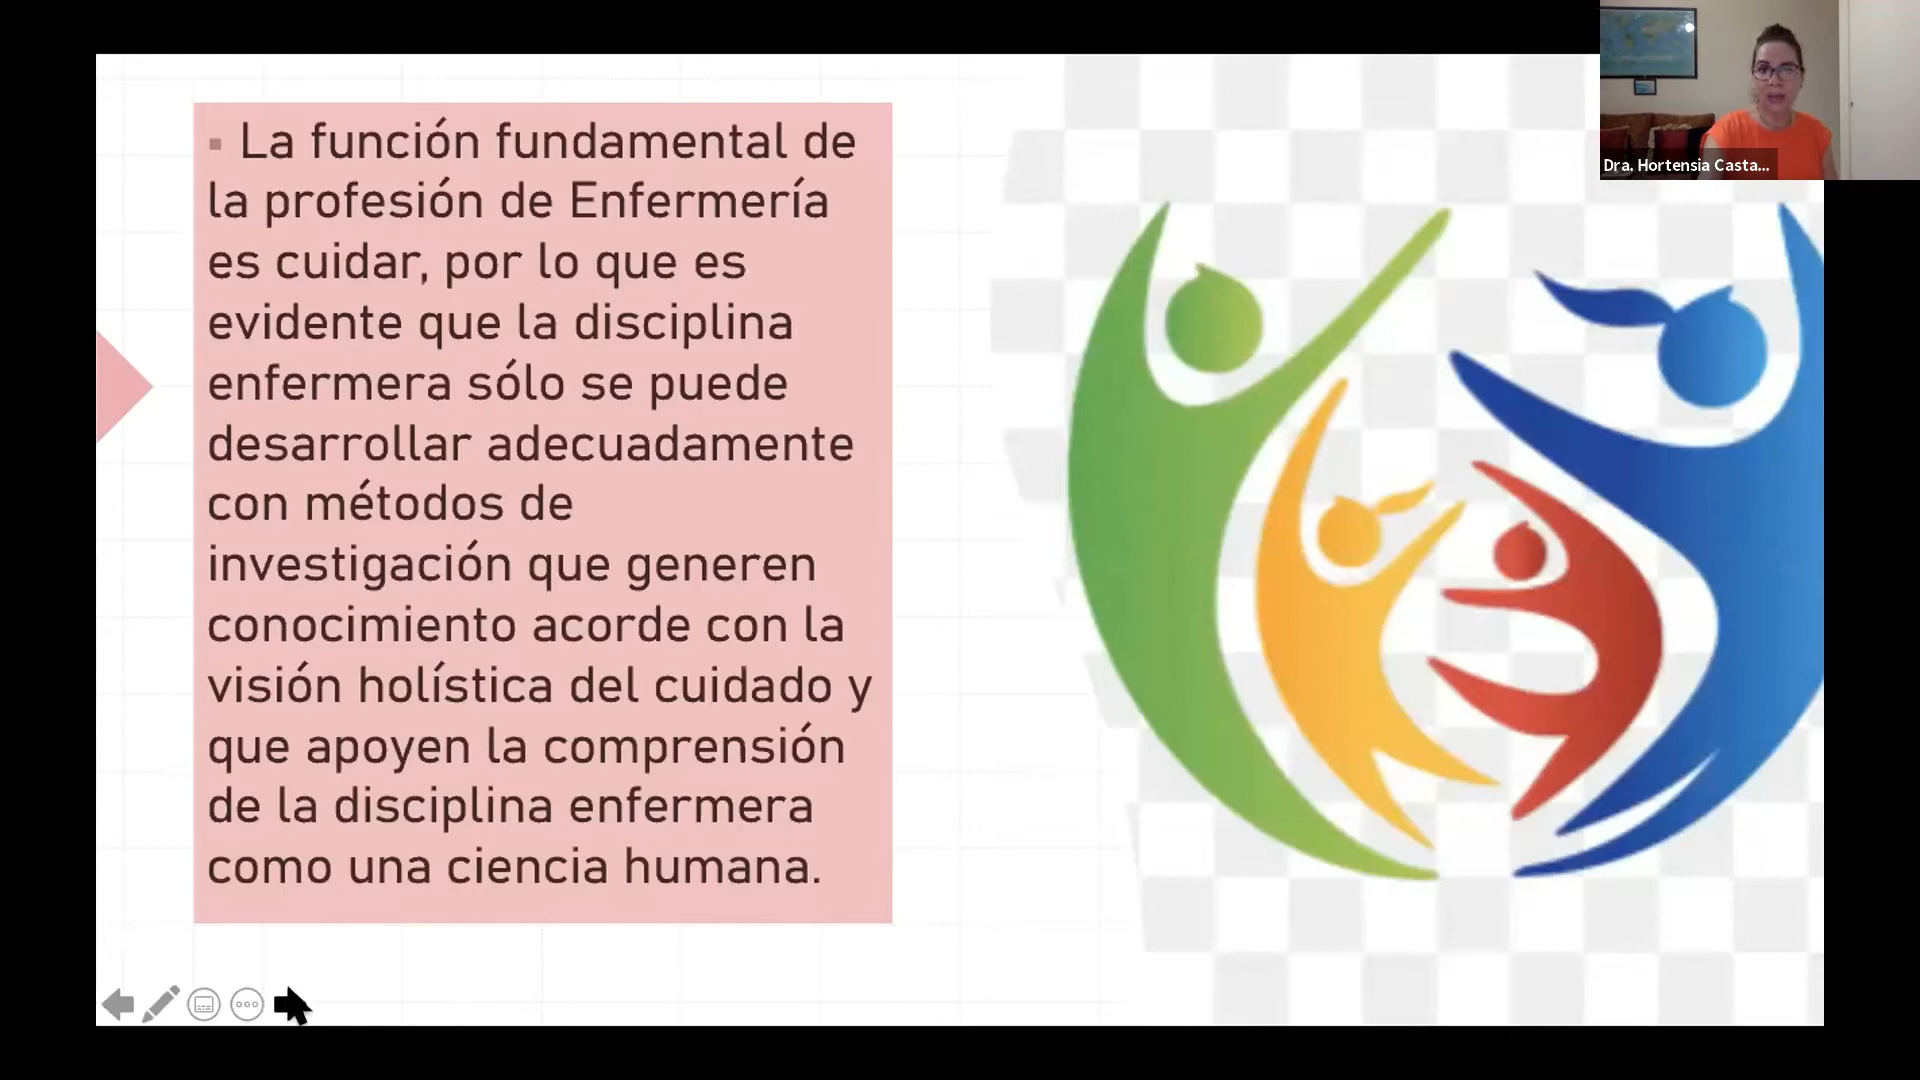 La función fundamental de
la profesión de Enfermería
es cuidar, por lo que es
evidente que la disciplina
enfermera sólo se puede
desarrollar adecuadamente
con métodos de
investigación que generen
conocimiento acorde con la
visión holística del cuidado y
que apoyen la comprensión
de la disciplina enfermera
como una ciencia humana.
Dra. Hortensia Casta...